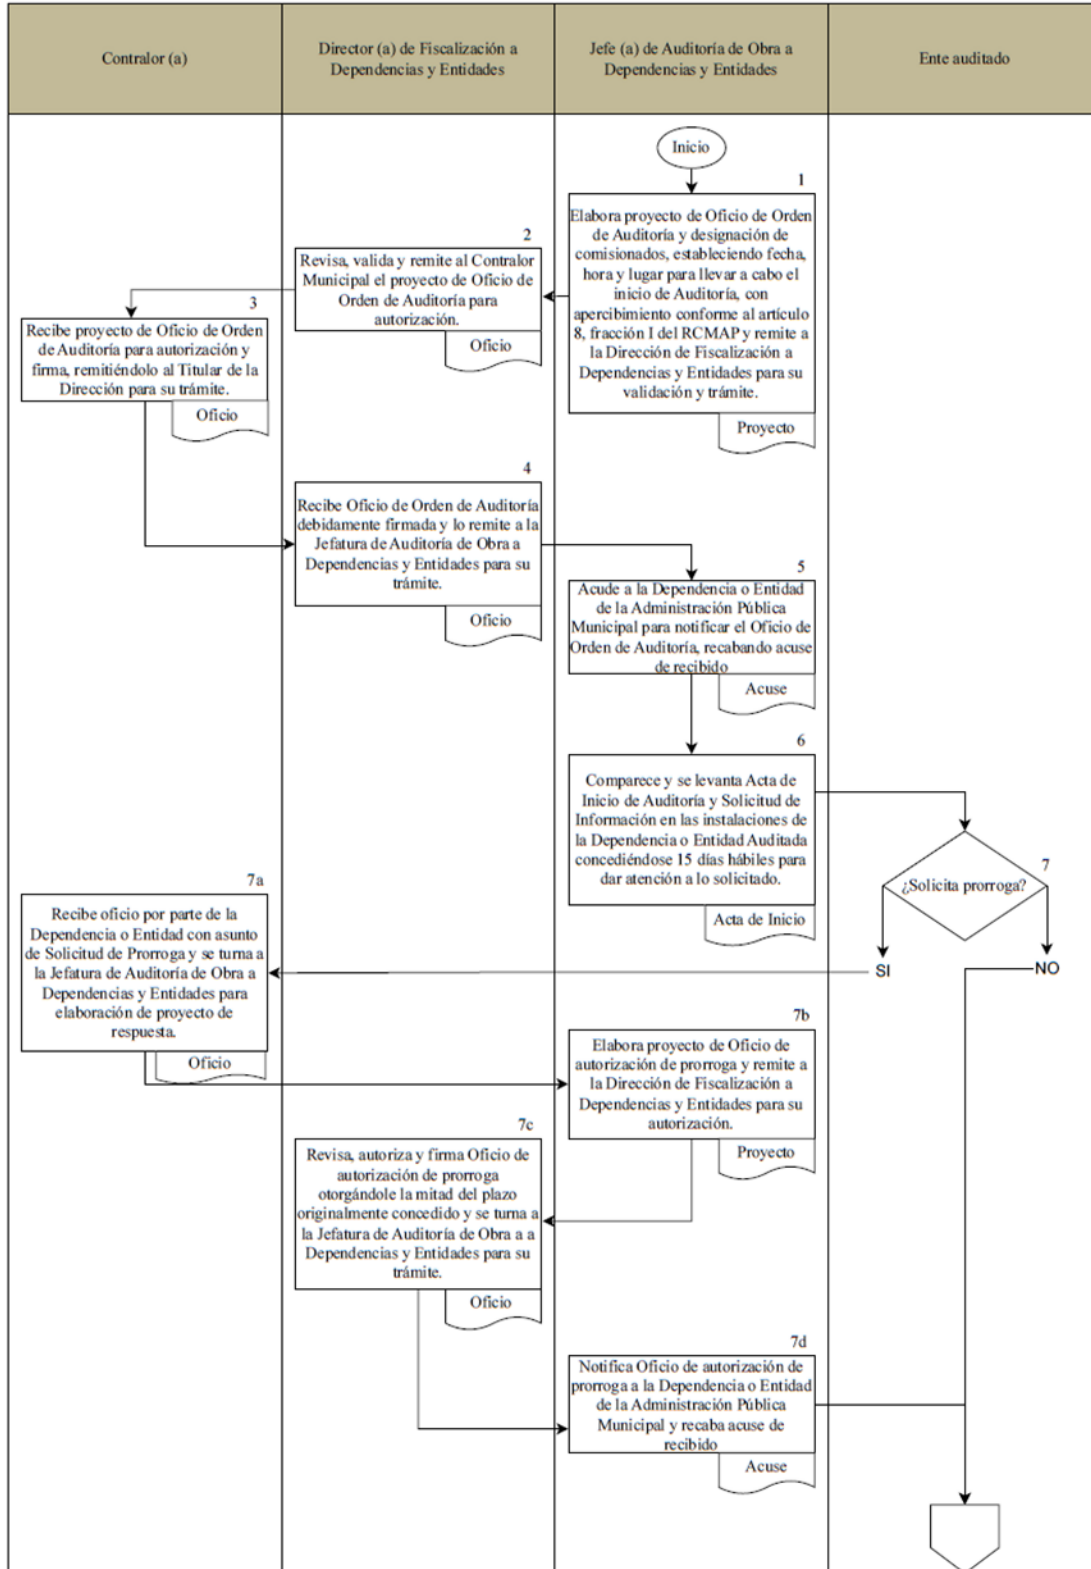 Contralor (a)
Director (a) de Fiscalización a
Dependencias y Entidades
Jefe (a) de Auditoría de Obra a
Dependencias y Entidades
Ente auditado
Inicio
1
Elabora proyecto de Oficio de Orden
de Auditoría y designación de
comisionados, estableciendo fecha,
hora y lugar para llevar a cabo el
inicio de Auditoría, con
apercibimiento conforme al artículo
8, fracción I del RCMAP y remite a
la Dirección de Fiscalización a
Dependencias y Entidades para su
validación y trámite.
Proyecto
2
Revisa, valida y remite al Contralor
Municipal el proyecto de Oficio de
Orden de Auditoría para
autorización.
Oficio
3
Recibe proyecto de Oficio de Orden
de Auditoría para autorización y
firma, remitiéndolo al Titular de la
Dirección para su trámite.
Oficio
4
Recibe Oficio de Orden de Auditoría
debidamente firmada y lo remite a la
Jefatura de Auditoría de Obra a
Dependencias y Entidades para su
trámite.
Oficio
5
Acude a la Dependencia o Entidad
de la Administración Pública
Municipal para notificar el Oficio de
Orden de Auditoría, recabando acuse
de recibido
Acuse
6
Comparece y se levanta Acta de
Inicio de Auditoría y Solicitud de
Información en las instalaciones de
la Dependencia o Entidad Auditada
concediéndose 15 días hábiles para
dar atención a lo solicitado.
Acta de Inicio
7
¿Solicita prorroga?
SI
NO
7a
Recibe oficio por parte de la
Dependencia o Entidad con asunto
de Solicitud de Prorroga y se turna a
la Jefatura de Auditoría de Obra a
Dependencias y Entidades para
elaboración de proyecto de
respuesta.
Oficio
7b
Elabora proyecto de Oficio de
autorización de prorroga y remite a
la Dirección de Fiscalización a
Dependencias y Entidades para su
autorización.
Proyecto
7c
Revisa, autoriza y firma Oficio de
autorización de prorroga
otorgándole la mitad del plazo
originalmente concedido y se turna a
la Jefatura de Auditoría de Obra a a
Dependencias y Entidades para su
trámite.
Oficio
7d
Notifica Oficio de autorización de
prorroga a la Dependencia o Entidad
de la Administración Pública
Municipal y recaba acuse de
recibido
Acuse